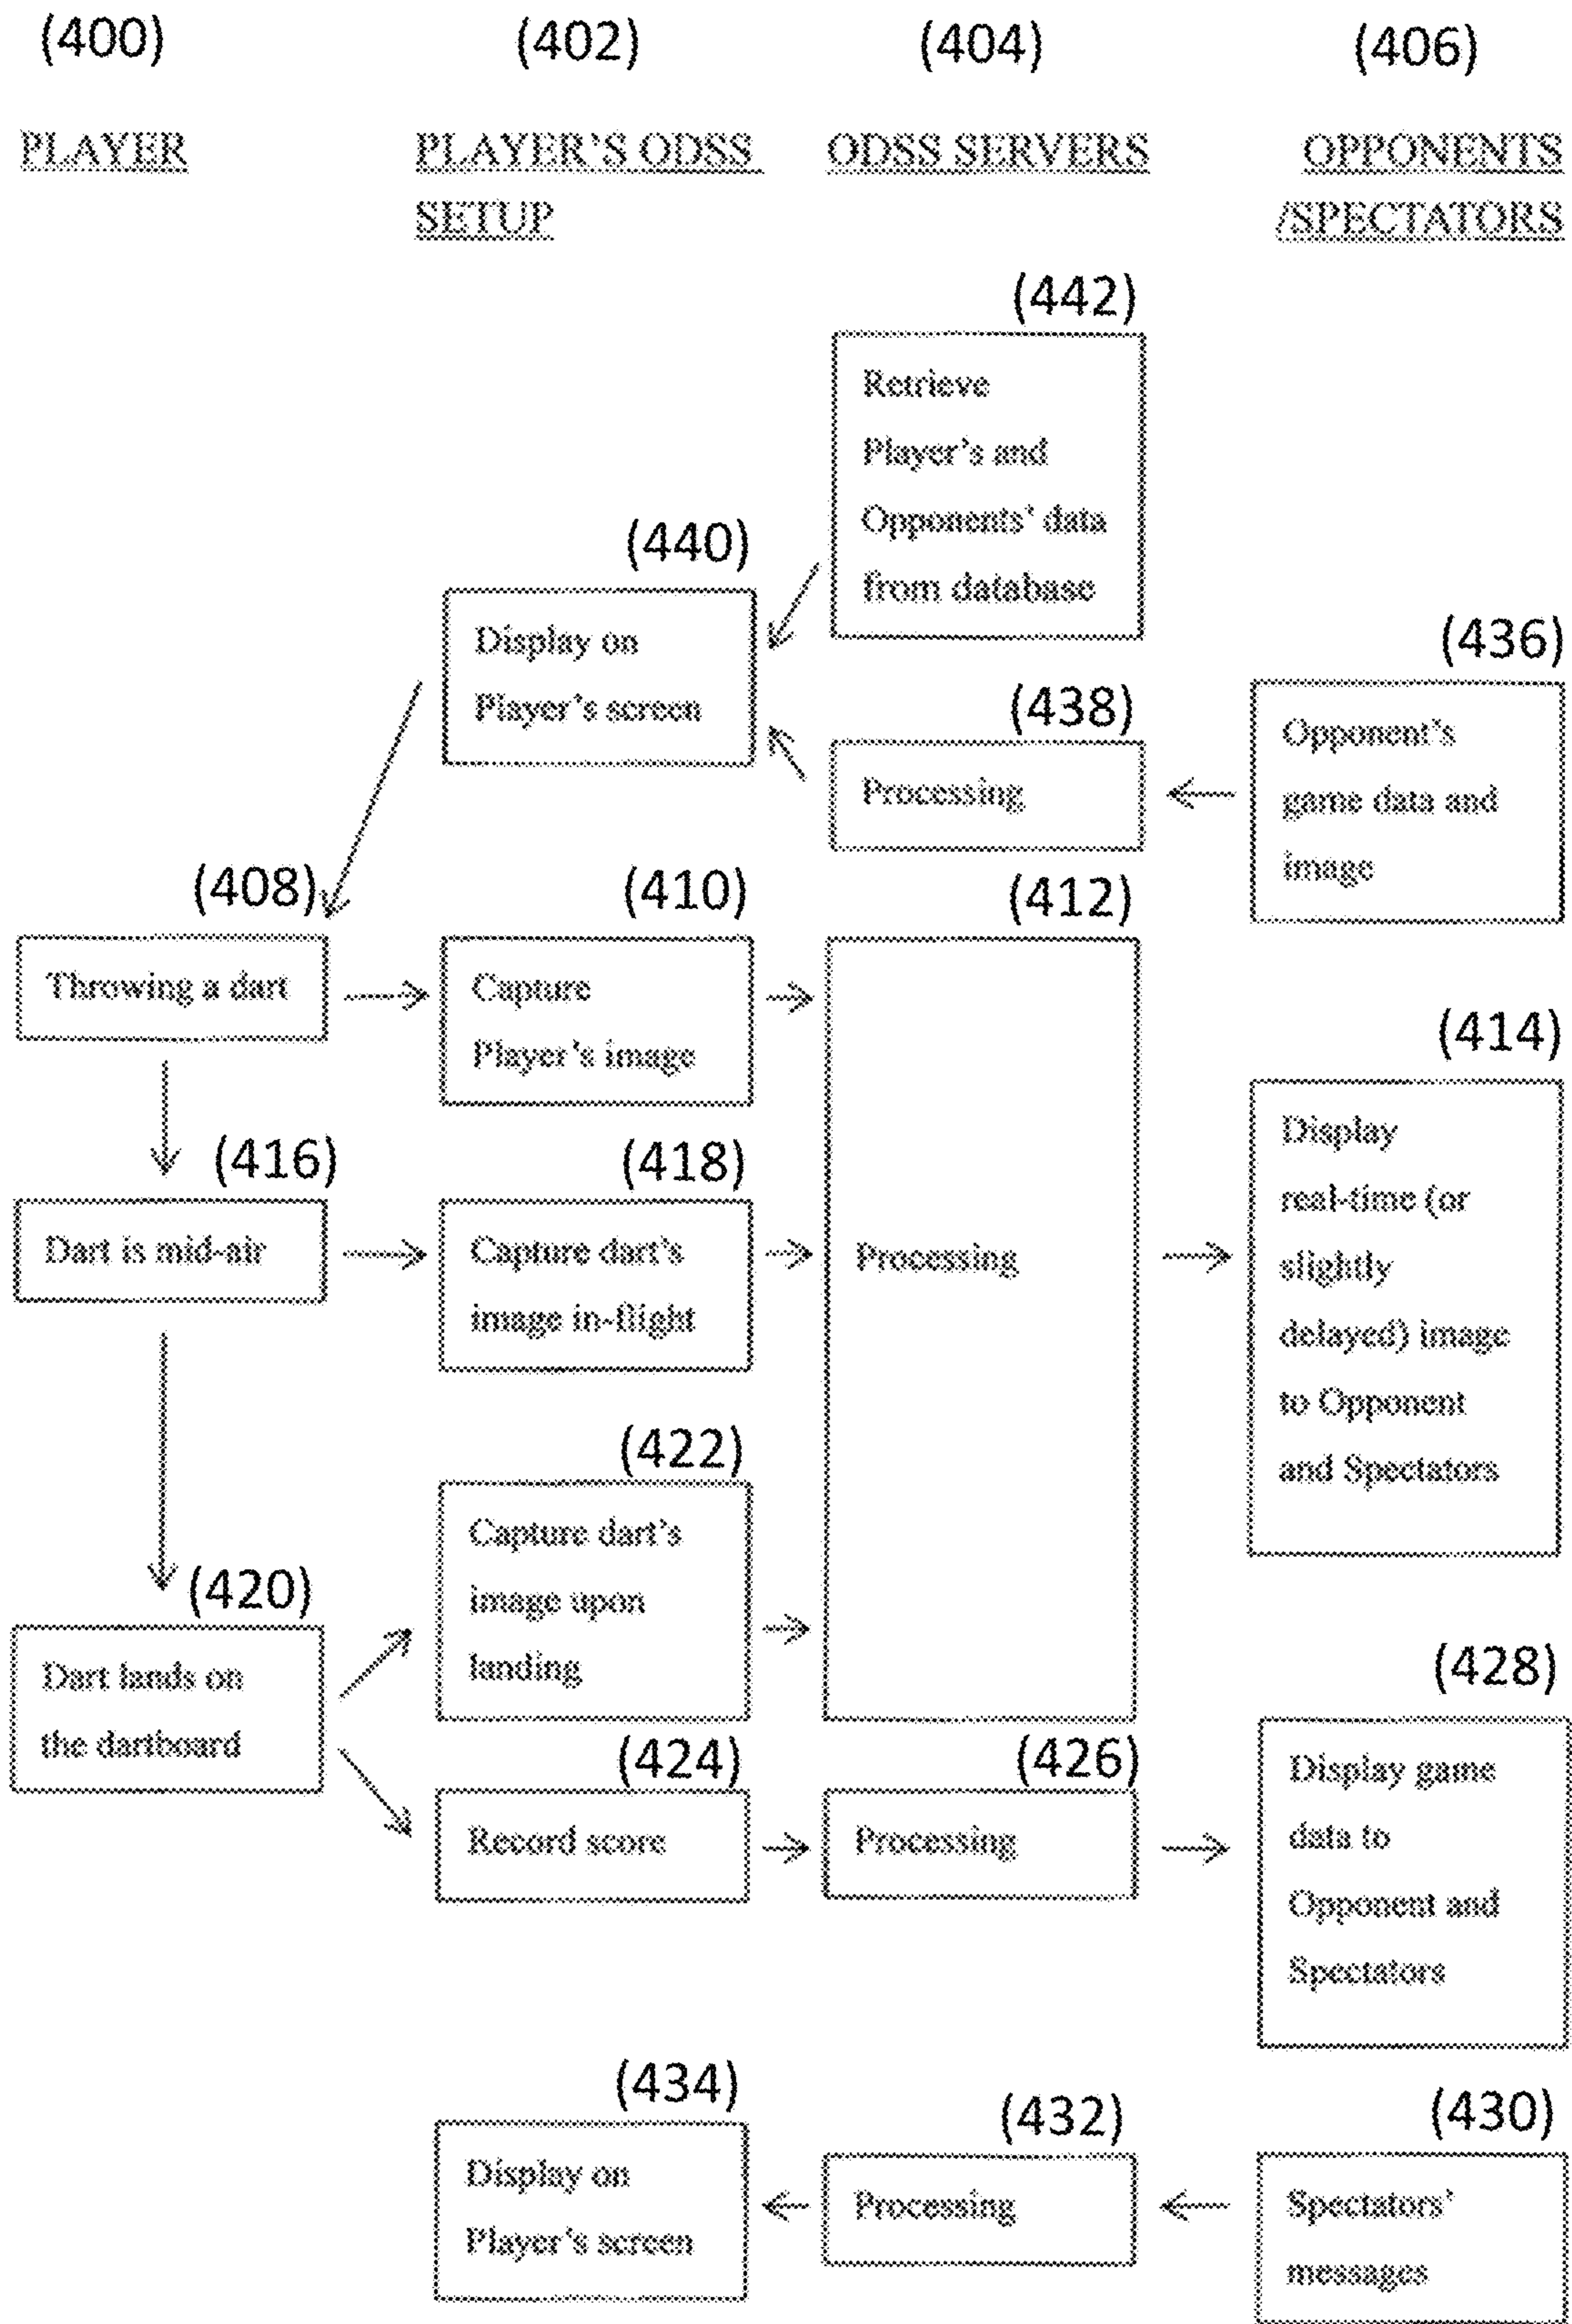 (400)
(402)
(404)
(406)
PLAYER
PLAYER'S ODSS
SETUP
ODSS SERVERS
OPPONENTS
/SPECTATORS
(442)
Retrieve
Player's and
Opponents' data
from database
(440)
Display on
Player's screen
(436)
Opponent's
game data and
image
(438)
Processing
(408)
Throwing a dart
(410)
Capture
Player's image
(412)
Processing
(414)
Display
real-time (or
slightly
delayed) image
to Opponent
and Spectators
(416)
Dart is mid-air
(418)
Capture dart's
image in-flight
(420)
Dart lands on
the dartboard
(422)
Capture dart's
image upon
landing
(424)
Record score
(426)
Processing
(428)
Display game
data to
Opponent and
Spectators
(434)
Display on
Player's screen
(432)
Processing
(430)
Spectators'
messages